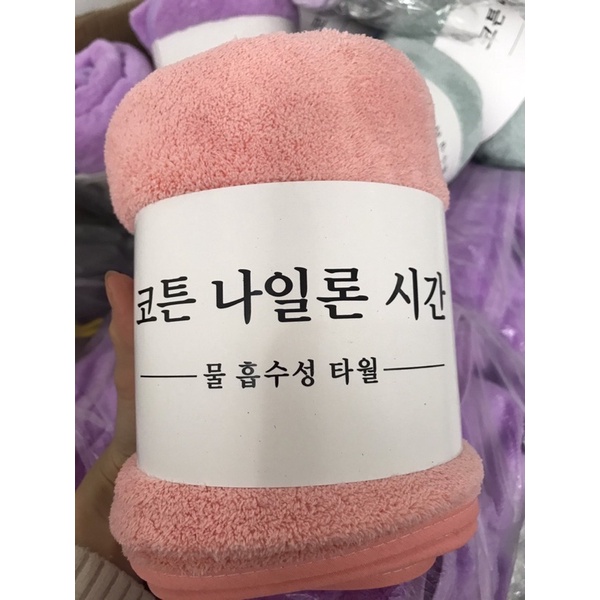 코튼 나일론 시간
물 흡수성 타월